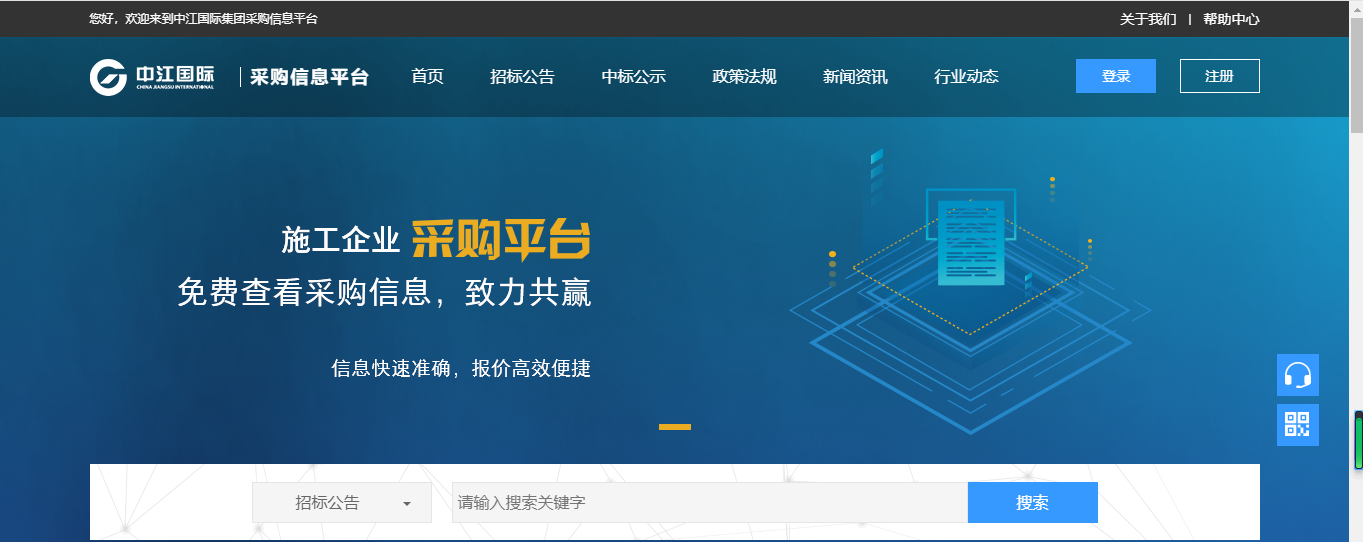 您好，欢迎来到中江国际集团采购信息平台
关于我们 | 帮助中心
中江国际 | 采购信息平台 首页 招标公告 中标公示 政策法规 新闻资讯 行业动态 登录 注册
CHINA JIANGSU INTERNATIONAL
施工企业 采购平台
免费查看采购信息，致力共赢
信息快速准确，报价高效便捷
招标公告 请输入搜索关键字 搜索